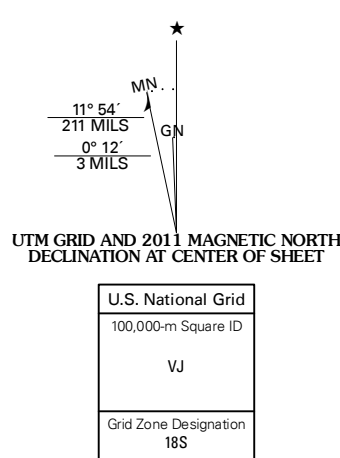 ★
MN
11° 54´
211 MILS
GN
0° 12´
3 MILS
UTM GRID AND 2011 MAGNETIC NORTH
DECLINATION AT CENTER OF SHEET
U.S. National Grid
100,000-m Square ID
VJ
Grid Zone Designation
18S